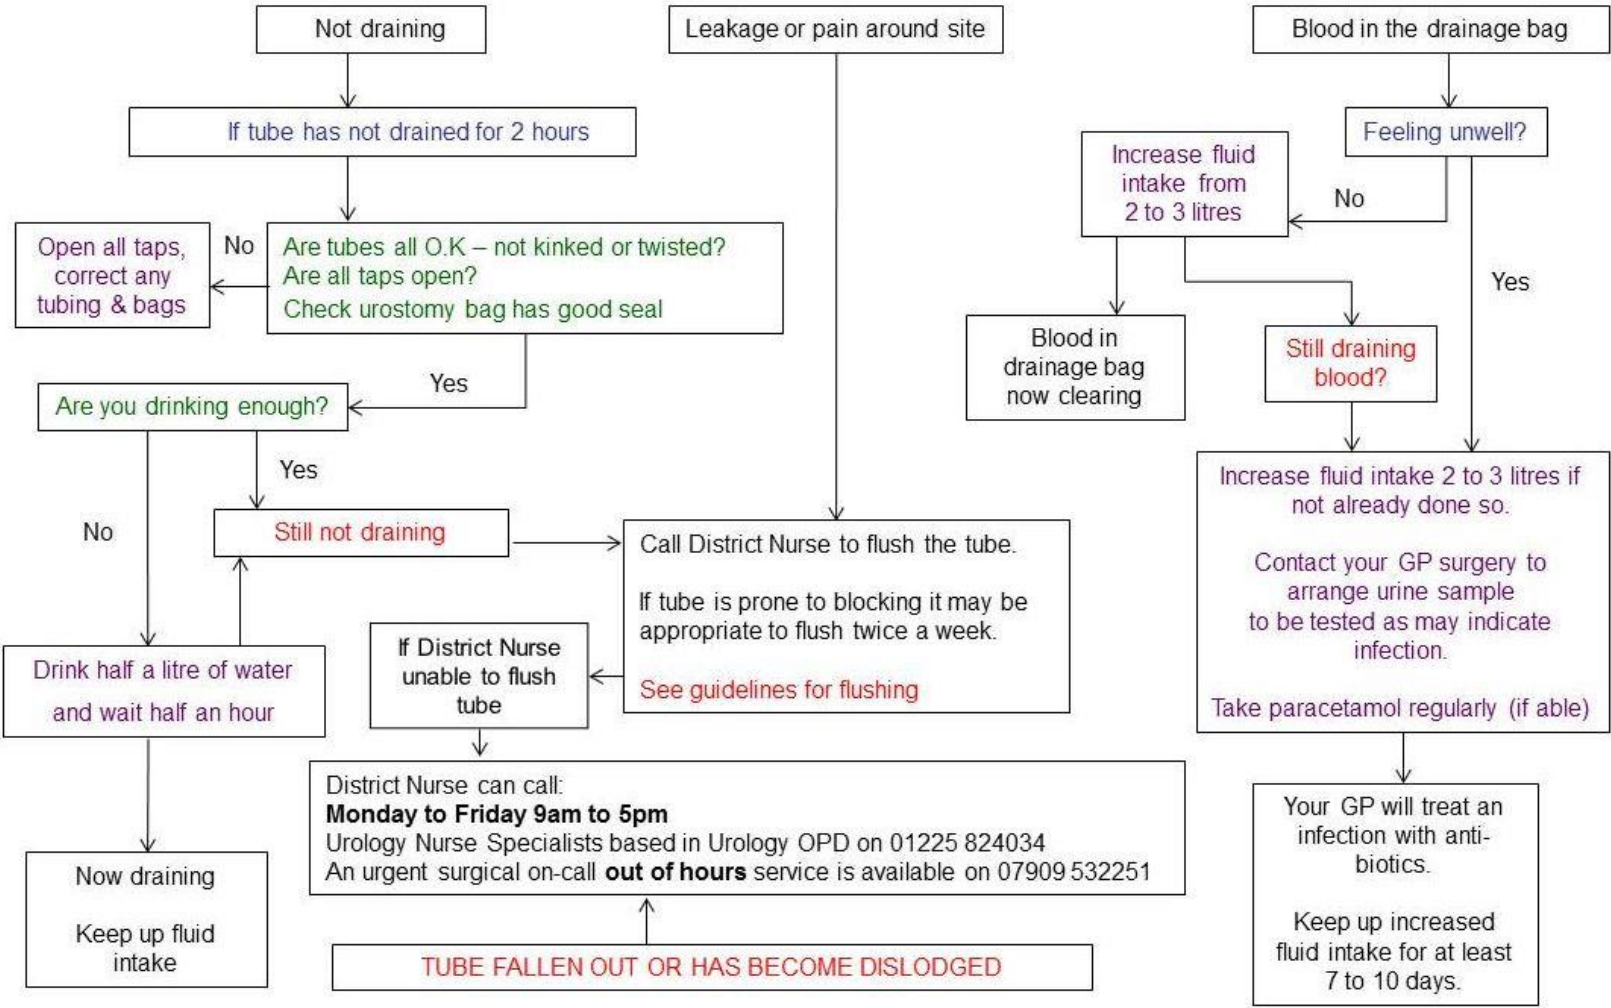 Not draining
If tube has not drained for 2 hours
Are tubes all O.K – not kinked or twisted?
Are all taps open?
Check urostomy bag has good seal
No
Open all taps,
correct any
tubing & bags
Yes
Are you drinking enough?
Yes
No
Still not draining
Drink half a litre of water
and wait half an hour
Now draining
Keep up fluid
intake
Leakage or pain around site
Call District Nurse to flush the tube.
If tube is prone to blocking it may be
appropriate to flush twice a week.
See guidelines for flushing
If District Nurse
unable to flush
tube
District Nurse can call:
Monday to Friday 9am to 5pm
Urology Nurse Specialists based in Urology OPD on 01225 824034
An urgent surgical on-call out of hours service is available on 07909 532251
TUBE FALLEN OUT OR HAS BECOME DISLODGED
Blood in the drainage bag
Feeling unwell?
No
Increase fluid
intake from
2 to 3 litres
Yes
Blood in
drainage bag
now clearing
Still draining
blood?
Increase fluid intake 2 to 3 litres if
not already done so.
Contact your GP surgery to
arrange urine sample
to be tested as may indicate
infection.
Take paracetamol regularly (if able)
Your GP will treat an
infection with anti-
biotics.
Keep up increased
fluid intake for at least
7 to 10 days.